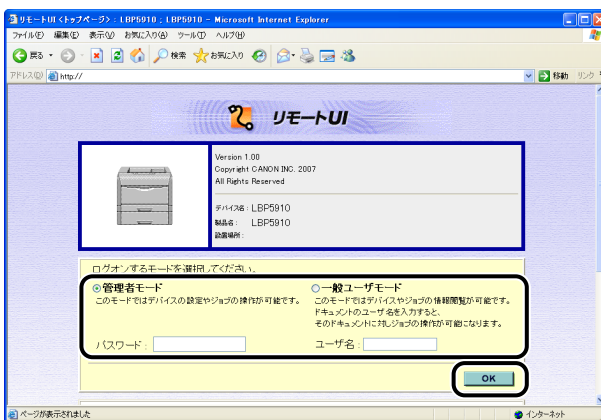 リモートUI <トップページ> : LBP5910 ; LBP5910 - Microsoft Internet Explorer
ファイル(F) 編集(E) 表示(V) お気に入り(A) ツール(T) ヘルプ(H)
戻る 検索 お気に入り
アドレス(D) http:// 移動 リンク
リモートUI
Version 1.00
Copyright CANON INC. 2007
All Rights Reserved
デバイス名 : LBP5910
製品名 : LBP5910
設置場所 :
ログオンするモードを選択してください。
管理者モード 一般ユーザモード
このモードではデバイスの設定やジョブの操作が可能です。 このモードではデバイスやジョブの情報閲覧が可能です。
ドキュメントのユーザ名を入力すると、
そのドキュメントに対しジョブの操作が可能になります。
パスワード : ユーザ名 :
OK
ページが表示されました インターネット